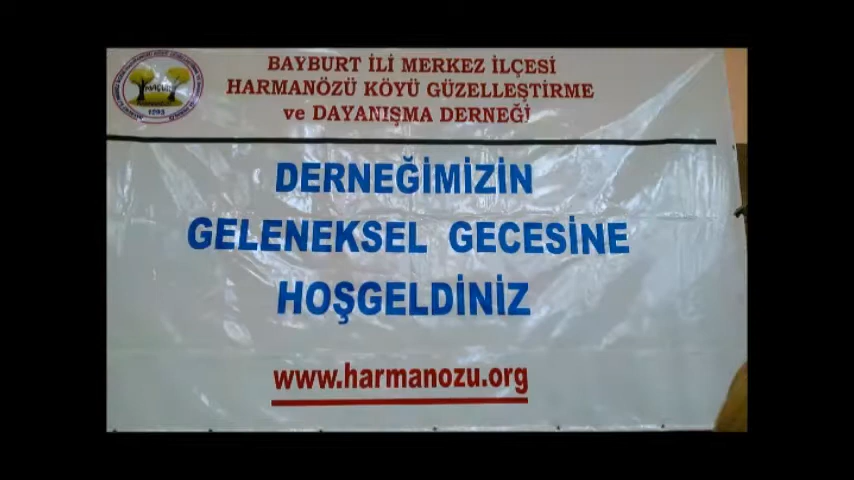 BAYBURT İLİ MERKEZ İLÇESİ
HARMANÖZÜ KÖYÜ GÜZELLEŞTİRME
ve DAYANIŞMA DERNEĞİ
1995
DERNEĞİMİZİN
GELENEKSEL GECESİNE
HOŞGELDİNİZ
www.harmanozu.org